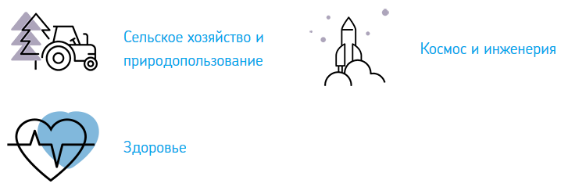 Сельское хозяйство и
природопользование
Космос и инженерия
Здоровье